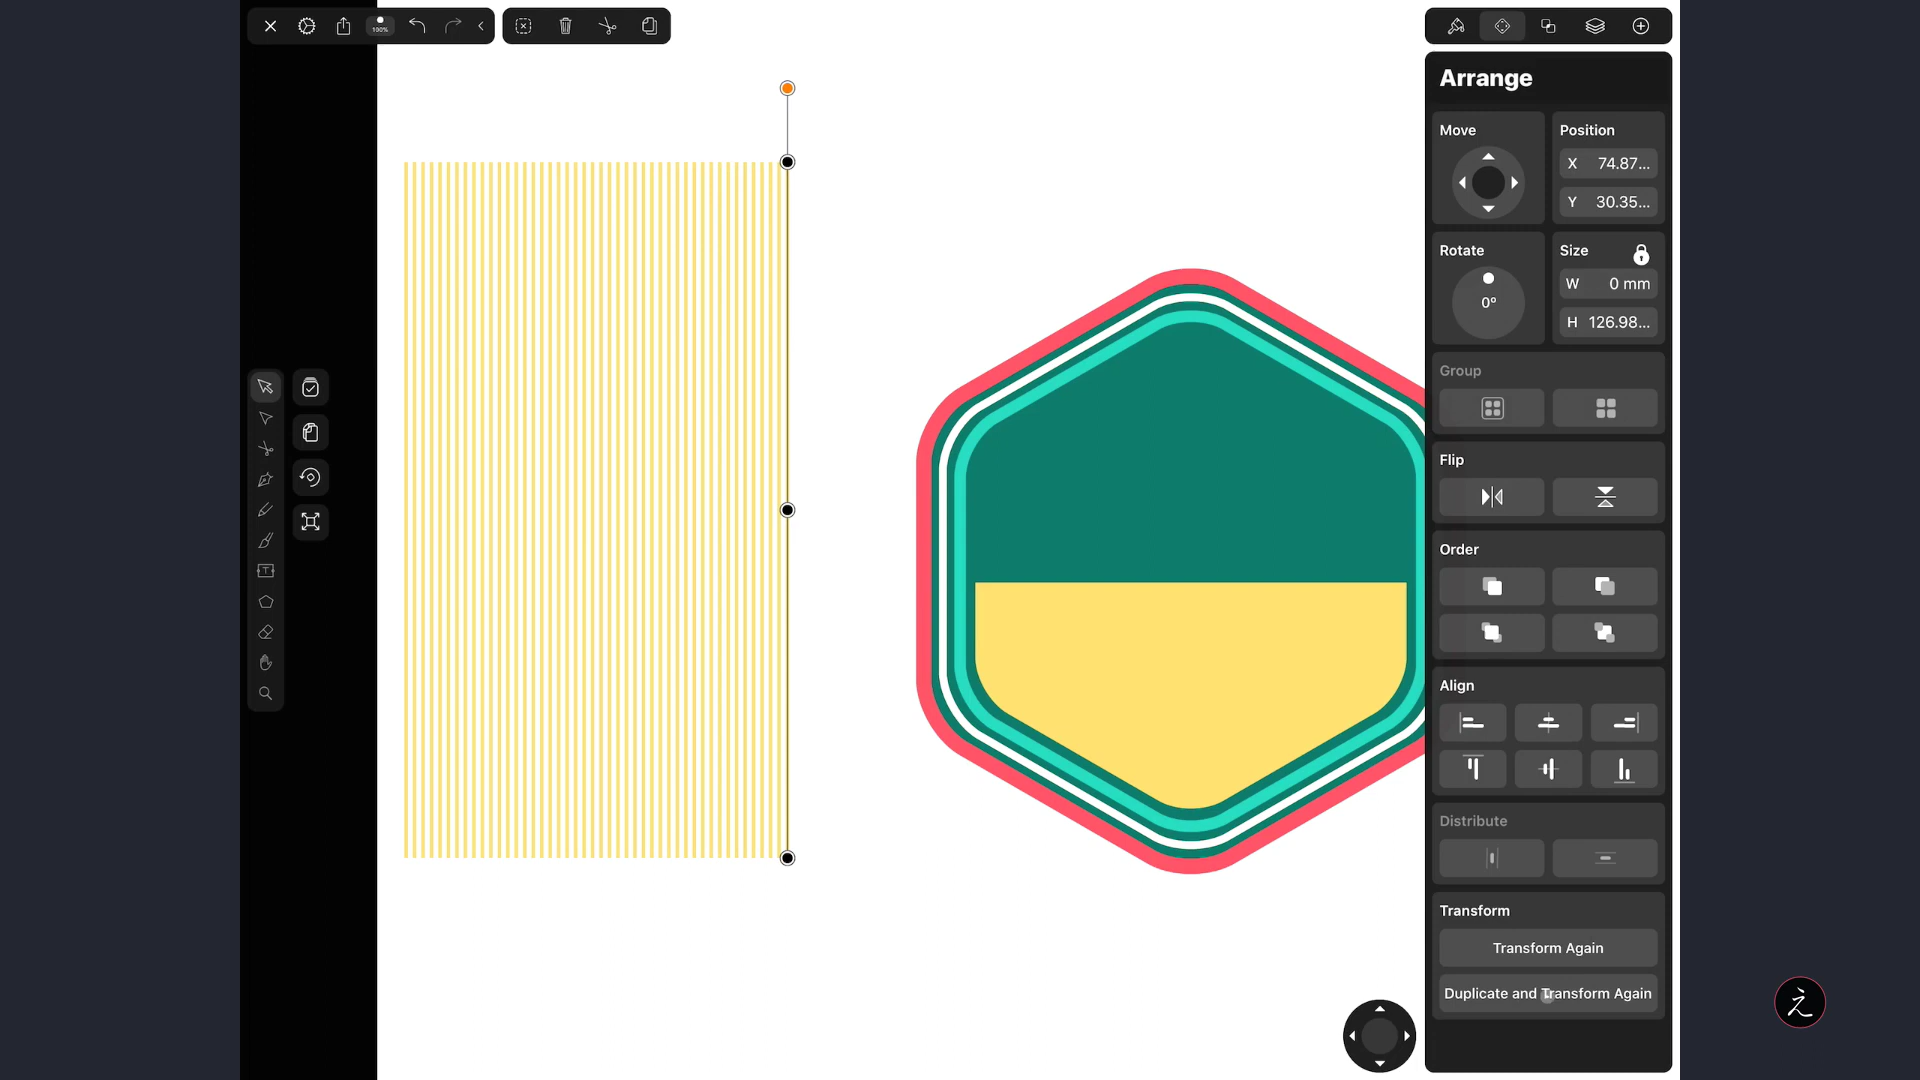 100%
Arrange
Move
Position
X 74.87...
Y 30.35...
Rotate
Size
0°
W 0 mm
H 126.98...
Group
Flip
Order
Align
Distribute
Transform
Transform Again
Duplicate and Transform Again